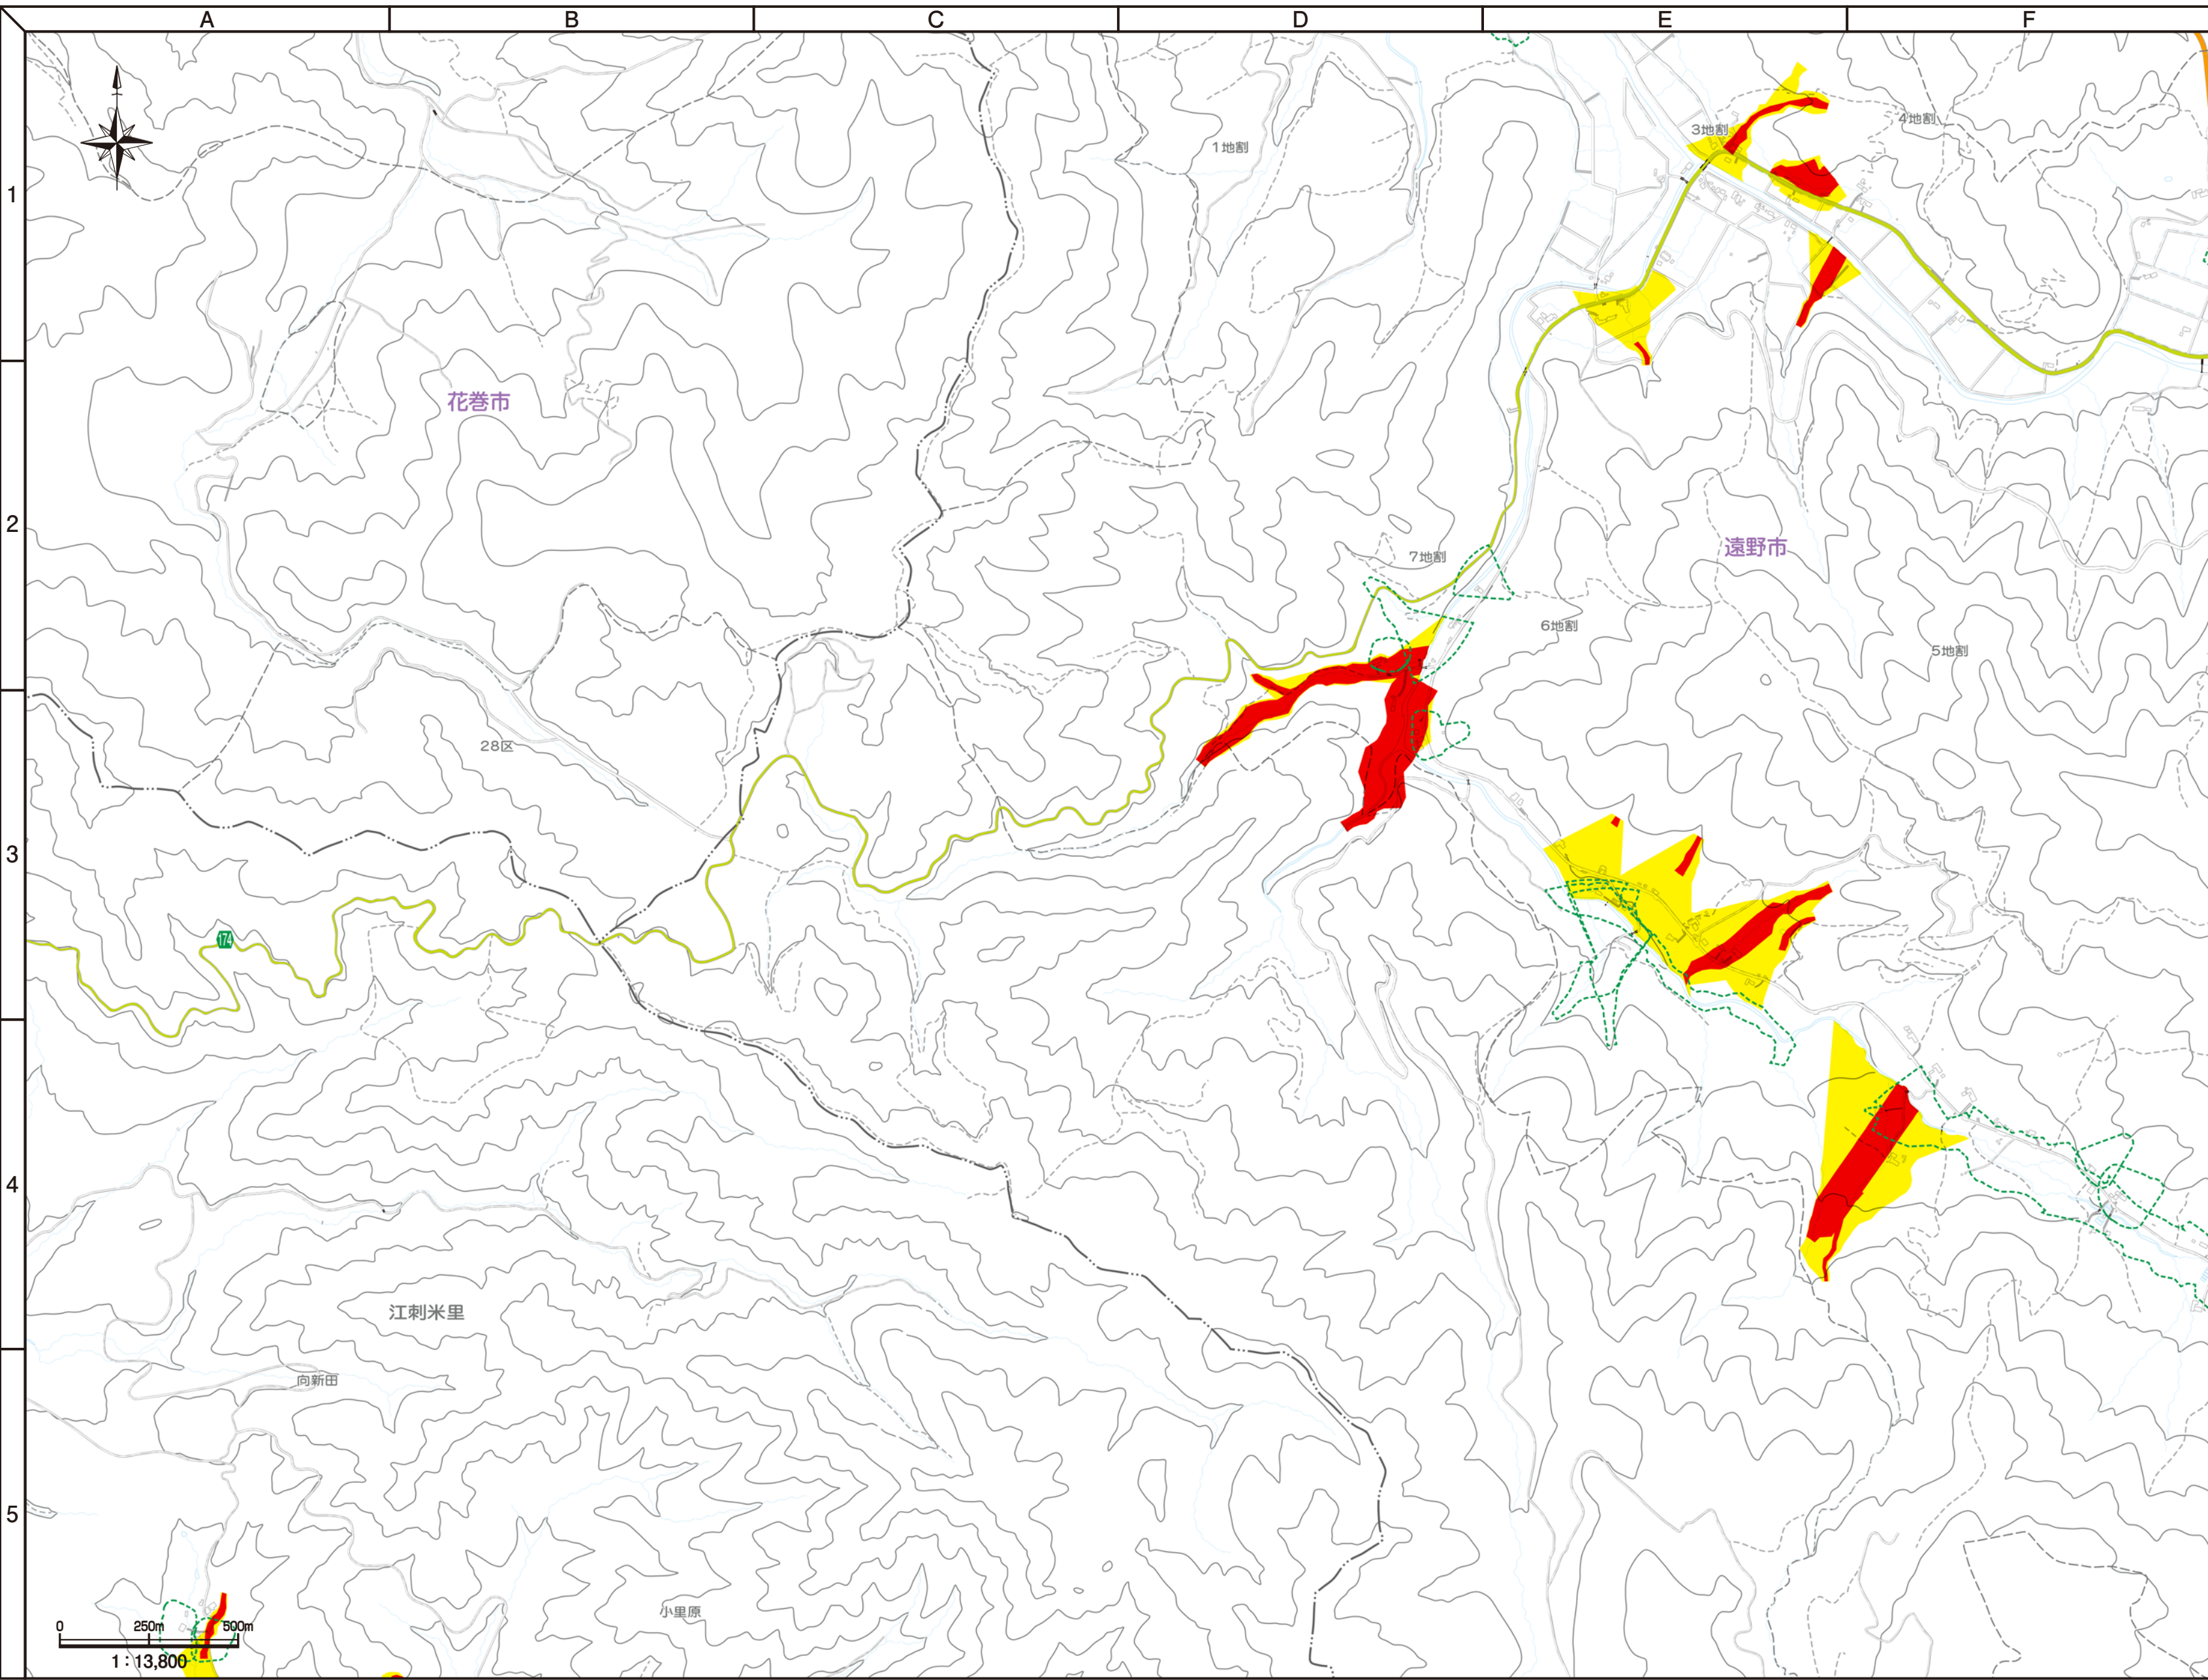 A B C D E F
1
3地割
4地割
1地割
花巻市
2
遠野市
7地割
6地割
5地割
28区
3
174
4
江刺米里
向新田
5
小里原
0 250m 500m
1：13,800